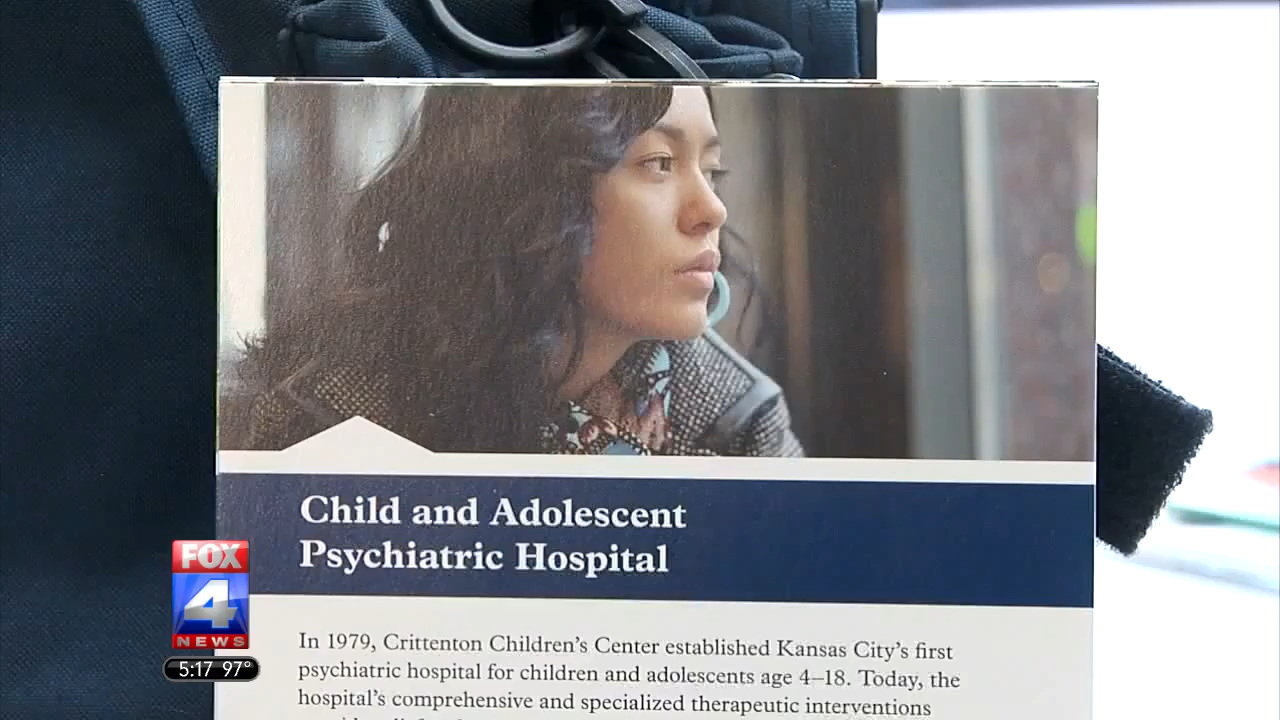 Child and Adolescent
Psychiatric Hospital
In 1979, Crittenton Children's Center established Kansas City's first
psychiatric hospital for children and adolescents age 4–18. Today, the
hospital's comprehensive and specialized therapeutic interventions
FOX
4
NEWS
5:17 97°